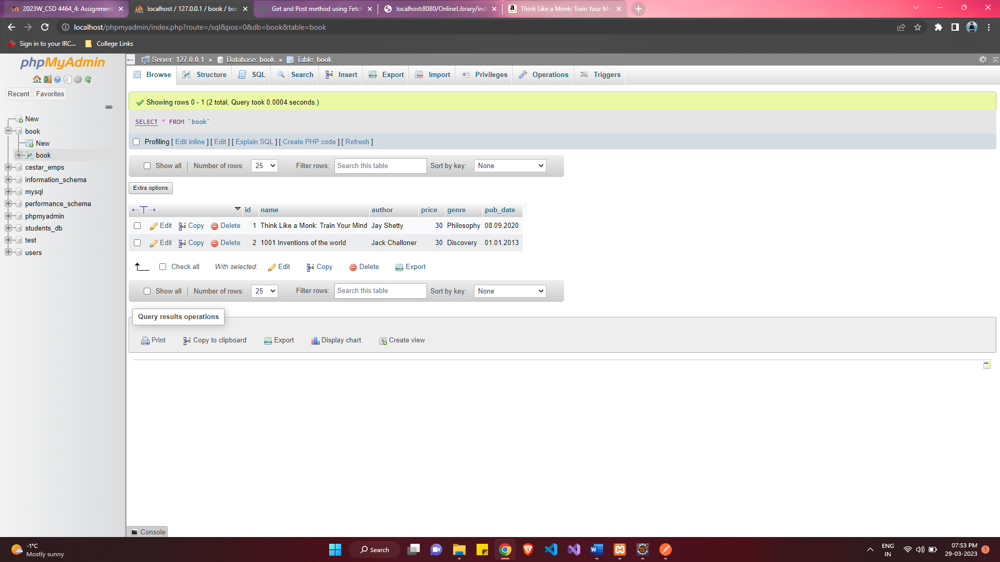 2023W_CSD 4464_4: Assignment
localhost / 127.0.0.1 / book / boo
Get and Post method using Fetch
localhost:8080/OnlineLibrary/ind
Think Like a Monk: Train Your Mi
localhost/phpmyadmin/index.php?route=/sql&pos=0&db=book&table=book
Sign in to your IRC...
College Links
phpMyAdmin
Recent
Favorites
New
book
New
book
cestar_emps
information_schema
mysql
performance_schema
phpmyadmin
students_db
test
users
Server: 127.0.0.1 » Database: book » Table: book
Browse Structure SQL Search Insert Export Import Privileges Operations Triggers
Showing rows 0 - 1 (2 total, Query took 0.0004 seconds.)
SELECT * FROM `book`
Profiling [ Edit inline ] [ Edit ] [ Explain SQL ] [ Create PHP code ] [ Refresh ]
Show all Number of rows: 25 Filter rows: Search this table Sort by key: None
Extra options
id name author price genre pub_date
Edit Copy Delete 1 Think Like a Monk: Train Your Mind Jay Shetty 30 Philosophy 08.09.2020
Edit Copy Delete 2 1001 Inventions of the world Jack Challoner 30 Discovery 01.01.2013
Check all With selected: Edit Copy Delete Export
Show all Number of rows: 25 Filter rows: Search this table Sort by key: None
Query results operations
Print Copy to clipboard Export Display chart Create view
Console
-1°C
Mostly sunny
Search
ENG
IN
07:53 PM
29-03-2023
1